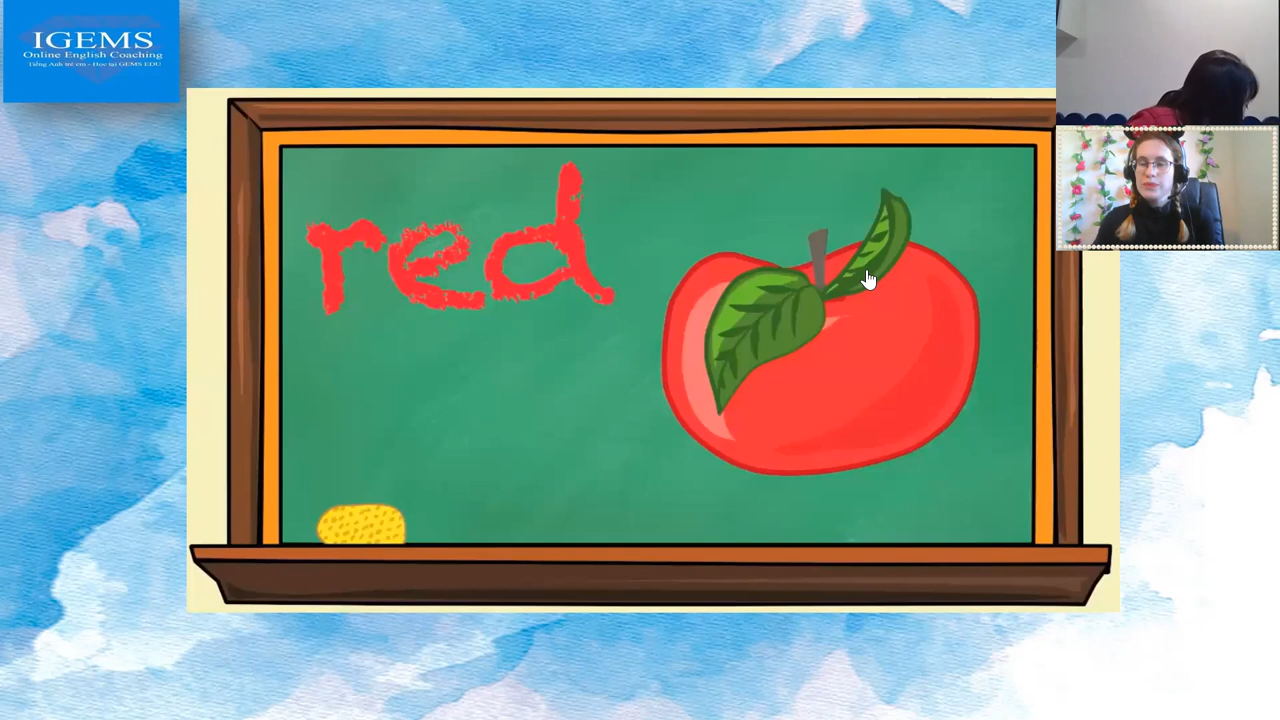 IGEMS
Online English Coaching
Tiếng Anh trẻ em - Học tại GEMS EDU
red